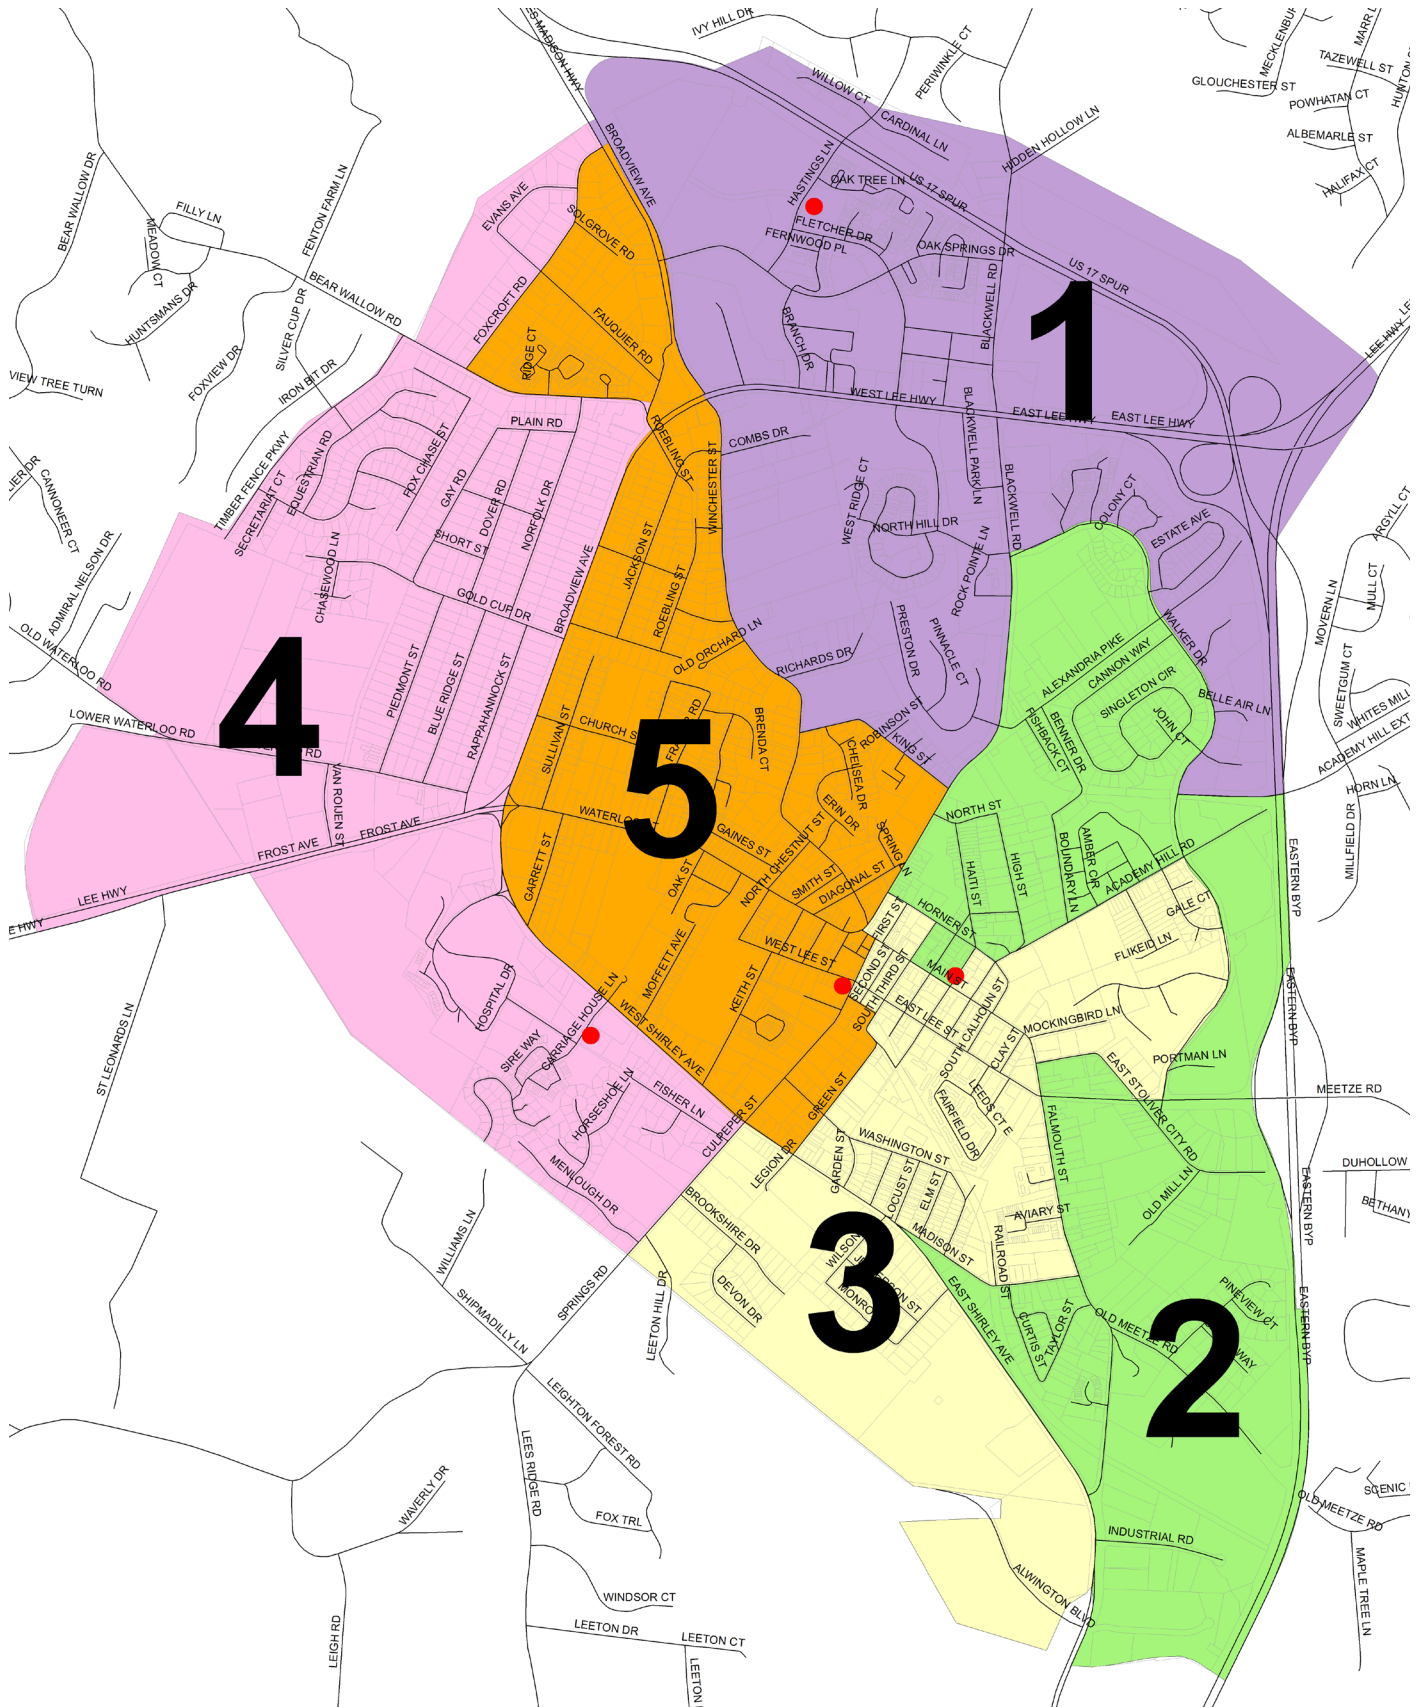 IVY HILL DR
PERIWINKLE CT
MARR L
TAZEWELL ST
GLOUCHESTER ST
POWHATAN CT
ALBEMARLE ST
HALIFAX CT
WILLOW CT
CARDINAL LN
HIDDEN HOLLOW LN
BROADVIEW AVE
HASTINGS LN
OAK TREE LN
US 17 SPUR
FLETCHER DR
FERNWOOD PL
OAK SPRINGS DR
US 17 SPUR
BEAR WALLOW DR
FILLY LN
MEADOW CT
HUNTSMANS DR
FENTON FARM LN
BEAR WALLOW RD
EVANS AVE
SOLGROVE RD
FOXCROFT RD
FAUQUIER RD
RIDGE CT
SILVER CUP DR
FOXVIEW DR
IRON BIT DR
VIEW TREE TURN
BRANCH DR
BLACKWELL RD
1
LEE HWY
WEST LEE HWY
EAST LEE HWY
EAST LEE HWY
BLACKWELL PARK LN
PLAIN RD
ROEBLING ST
COMBS DR
WINCHESTER ST
FOX CHASE ST
GAY RD
DOVER RD
NORFOLK DR
SHORT ST
EQUESTRIAN RD
SECRETARIAT CT
TIMBER FENCE PKWY
CANNONEER CT
ADMIRAL NELSON DR
OLD WATERLOO RD
CHASEWOOD LN
GOLD CUP DR
BROADVIEW AVE
JACKSON ST
ROEBLING ST
WEST RIDGE CT
NORTH HILL DR
ROCK POINTE LN
BLACKWELL RD
COLONY CT
ESTATE AVE
ARGYLL CT
MULL CT
MOVERN LN
SWEETGUM CT
WHITES MILL
ACADEMY HILL EXT
HORN LN
MILLFIELD DR
WALKER DR
BELLE AIR LN
ALEXANDRIA PIKE
CANNON WAY
SINGLETON CIR
JOHN CT
BENNER DR
FISHBACK CT
PRESTON DR
PINNACLE CT
RICHARDS DR
OLD ORCHARD LN
PIEDMONT ST
BLUE RIDGE ST
RAPPAHANNOCK ST
LOWER WATERLOO RD
4
VAN ROIJEN ST
FROST AVE
FROST AVE
LEE HWY
E HWY
SULLIVAN ST
CHURCH S
BRENDA CT
5
CHELSEA DR
ROBINSON ST
KING ST
ERIN DR
GAINES ST
NORTH CHESTNUT ST
SPRING LN
SMITH ST
DIAGONAL ST
GARRETT ST
OAK ST
WEST LEE ST
MOFFETT AVE
KEITH ST
WEST SHIRLEY AVE
NORTH ST
HAITI ST
HIGH ST
HORNER ST
BOUNDARY LN
AMBER CIR
ACADEMY HILL RD
GALE CT
FLIKEID LN
FIRST ST
SECOND ST
SOUTH THIRD ST
MAIN ST
EAST LEE ST
SOUTH CALHOUN ST
CLAY ST
MOCKINGBIRD LN
PORTMAN LN
EAST STOLIVER CITY RD
EASTERN BYP
EASTERN BYP
EASTERN BYP
EASTERN BYP
MEETZE RD
DUHOLLOW
BETHANY
LEEDS CT E
FAIRFIELD DR
FALMOUTH ST
OLD MILL LN
ST LEONARDS LN
HOSPITAL DR
CARRIAGE HOUSE LN
SIRE WAY
HORSESHOE LN
FISHER LN
CULPEPER ST
MENLOUGH DR
GREEN ST
LEGION DR
GARDEN ST
WASHINGTON ST
LOCUST ST
ELM ST
MADISON ST
AVIARY ST
RAILROAD ST
BROOKSHIRE DR
DEVON DR
3
WILSON
MONRO
EAST SHIRLEY AVE
CURTIS ST
TAYLOR ST
OLD MEETZE RD
2
PINEVIEW CT
WAY
WILLIAMS LN
SHIPMADILLY LN
SPRINGS RD
LEETON HILL DR
LEIGHTON FOREST RD
LEES RIDGE RD
FOX TRL
WAVERLY DR
LEIGH RD
WINDSOR CT
LEETON DR
LEETON CT
LEETON
ALWINGTON BLVD
INDUSTRIAL RD
OLD MEETZE RD
SCENIC
MAPLE TREE LN